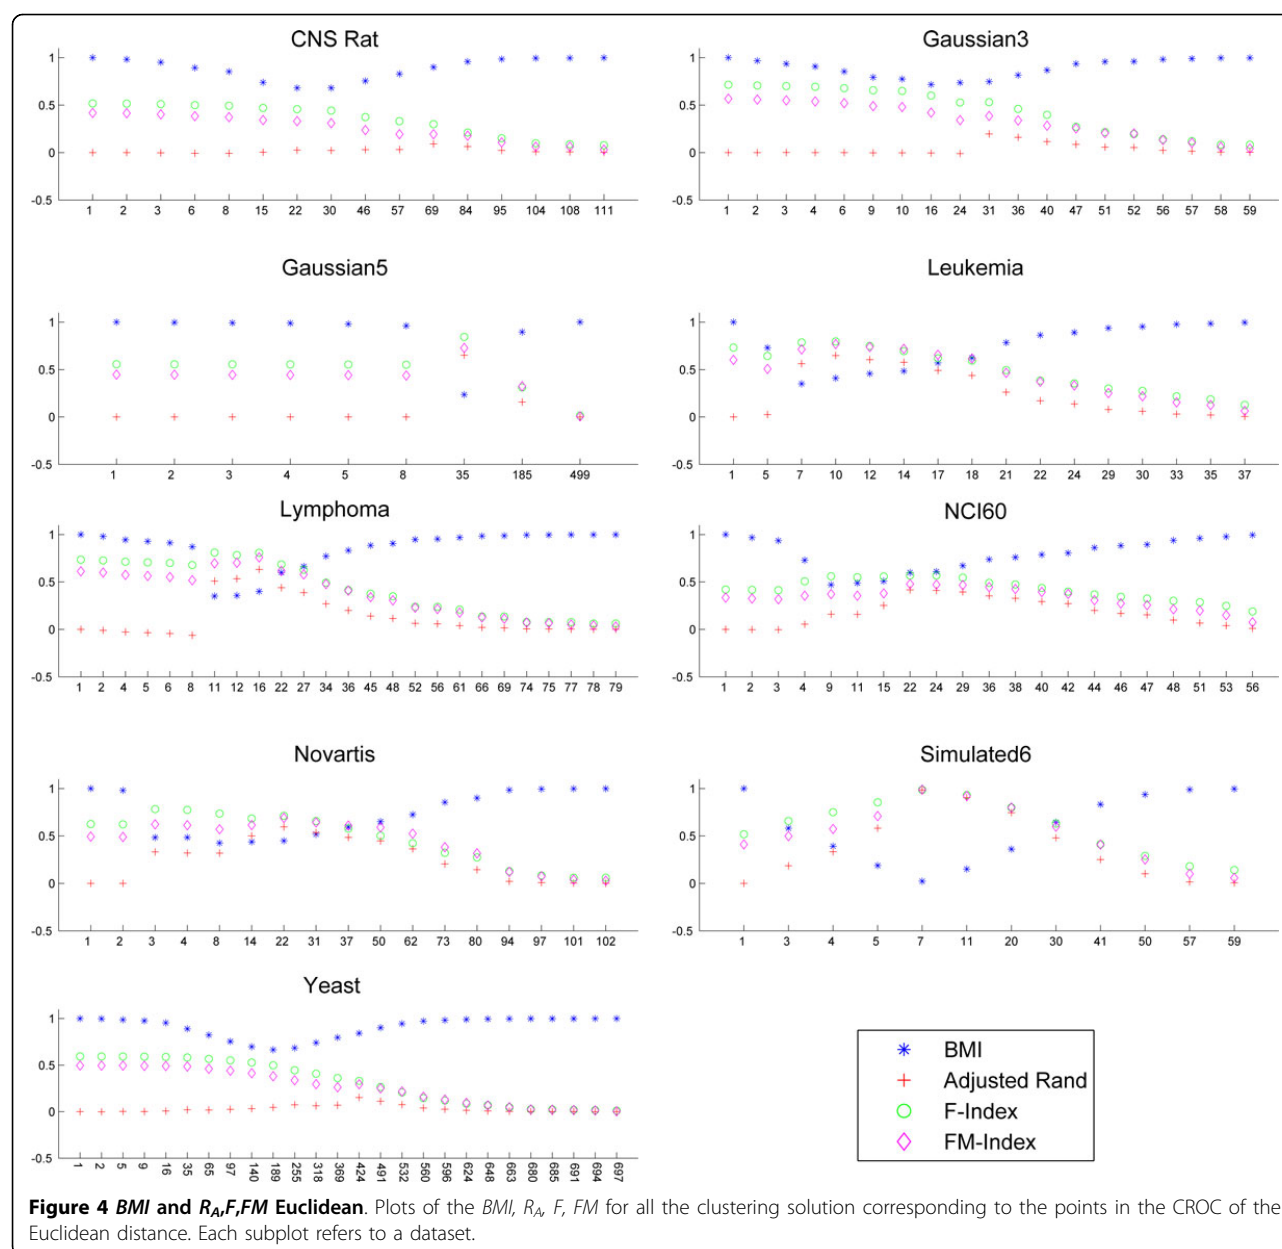 CNS Rat
1
0.5
0
-0.5
1 2 3 6 8 15 22 30 46 57 69 84 95 104 108 111
Gaussian3
1
0.5
0
-0.5
1 2 3 4 6 9 10 16 24 31 36 40 47 51 52 56 57 58 59
Gaussian5
1
0.5
0
-0.5
1 2 3 4 5 8 35 185 499
Leukemia
1
0.5
0
-0.5
1 5 7 10 12 14 17 18 21 22 24 29 30 33 35 37
Lymphoma
1
0.5
0
-0.5
1 2 4 5 6 8 11 12 16 22 27 34 36 45 48 52 56 61 66 69 74 75 77 78 79
NCI60
1
0.5
0
-0.5
1 2 3 4 9 11 15 22 24 29 36 38 40 42 44 46 47 48 51 53 56
Novartis
1
0.5
0
-0.5
1 2 3 4 8 14 22 31 37 50 62 73 80 94 97 101 102
Simulated6
1
0.5
0
-0.5
1 3 4 5 7 11 20 30 41 50 57 59
Yeast
1
0.5
0
-0.5
1 2 5 9 16 35 65 97 140 189 255 318 369 424 491 532 560 596 624 648 663 680 685 691 694 697
BMI
Adjusted Rand
F-Index
FM-Index
Figure 4 BMI and R_A,F,FM Euclidean. Plots of the BMI, R_A, F, FM for all the clustering solution corresponding to the points in the CROC of the
Euclidean distance. Each subplot refers to a dataset.